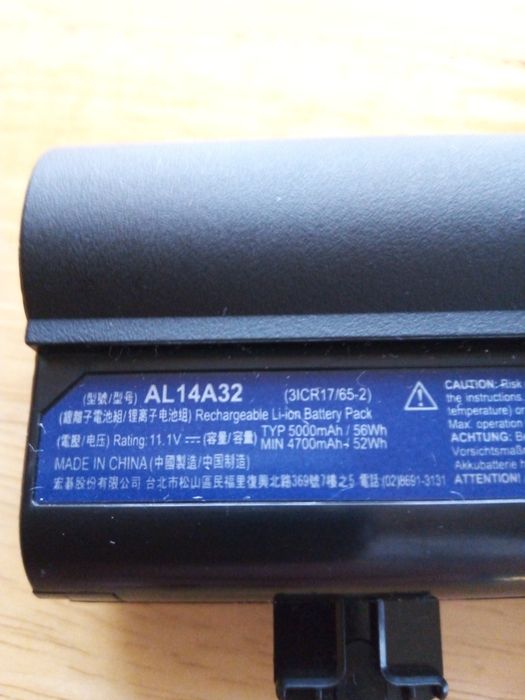 (型號/型号) AL14A32 (3ICR17/65-2)
(鋰離子電池組/锂离子电池组) Rechargeable Li-ion Battery Pack
(電壓/电压) Rating: 11.1V⎓(容量/容量) TYP 5000mAh / 56Wh
MIN 4700mAh / 52Wh
MADE IN CHINA (中國製造/中国制造)
宏碁股份有限公司 台北市松山區民福里復興北路369號7樓之5 電話:(02)8691-3131
CAUTION: R
the instructions.
temperature) or
Max. operation
ACHTUNG: B
Vorsichtsmaß
Akkubatterie
ATTENTION!